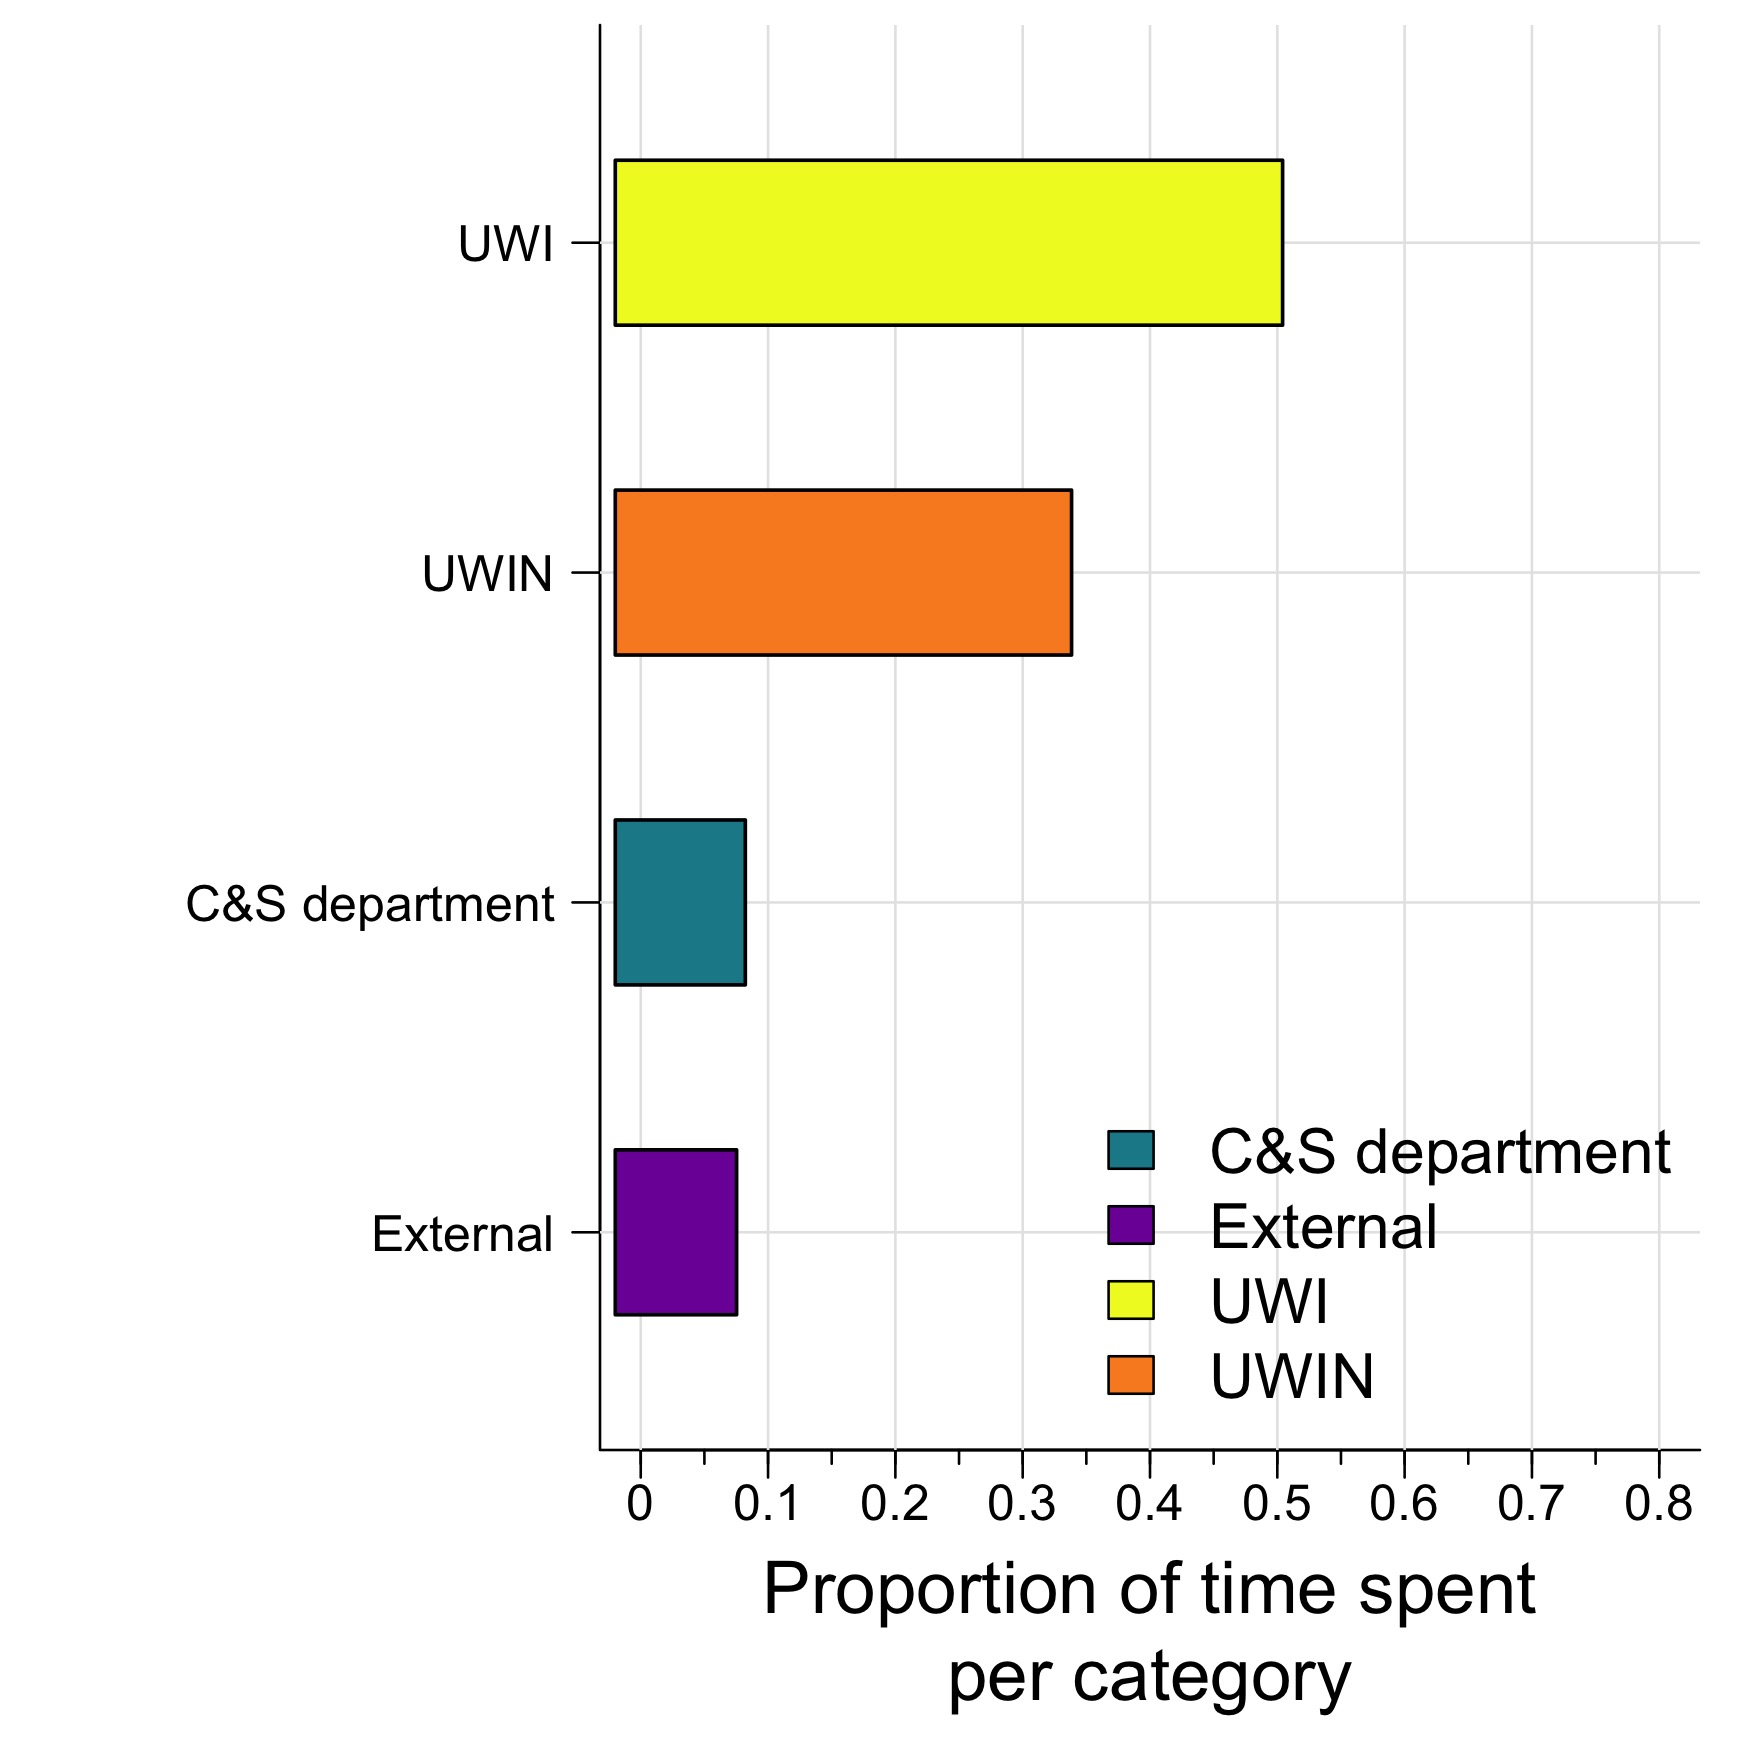 UWI
UWIN
C&S department
External
C&S department
External
UWI
UWIN
0 0.1 0.2 0.3 0.4 0.5 0.6 0.7 0.8
Proportion of time spent
per category